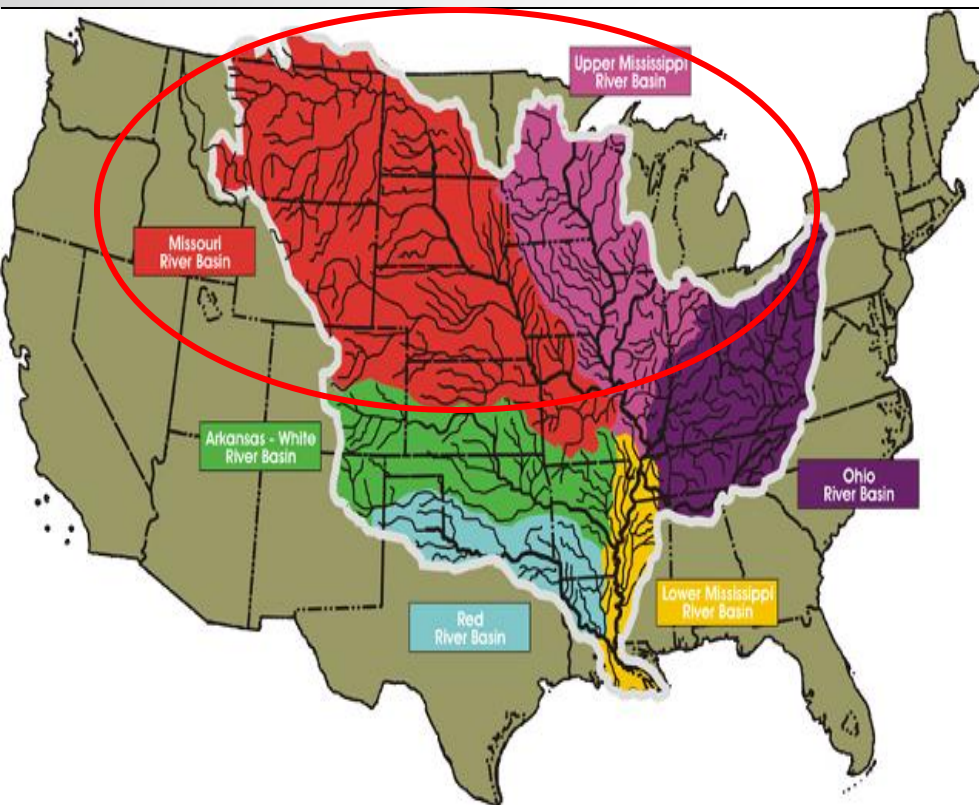 Upper Mississippi
River Basin
Missouri
River Basin
Arkansas - White
River Basin
Ohio
River Basin
Lower Mississippi
River Basin
Red
River Basin